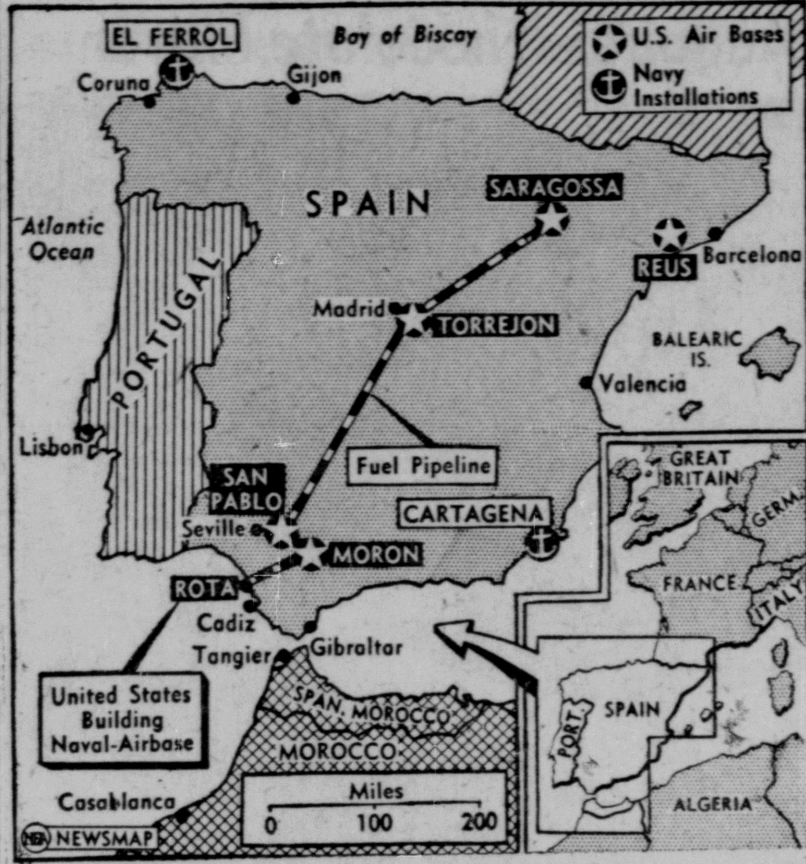 EL FERROL
Bay of Biscay
U.S. Air Bases
Navy
Installations
Coruna
Gijon
SPAIN
SARAGOSSA
Atlantic
Ocean
PORTUGAL
REUS
Barcelona
Madrid
TORREJON
BALEARIC
IS.
Valencia
Lisbon
Fuel Pipeline
SAN
PABLO
Seville
CARTAGENA
MORON
ROTA
Cadiz
Gibraltar
Tangier
United States
Building
Naval-Airbase
SPAN. MOROCCO
MOROCCO
Casablanca
Miles
0 100 200
NEA NEWSMAP
GREAT
BRITAIN
GERM.
FRANCE
ITALY
PORT.
SPAIN
ALGERIA